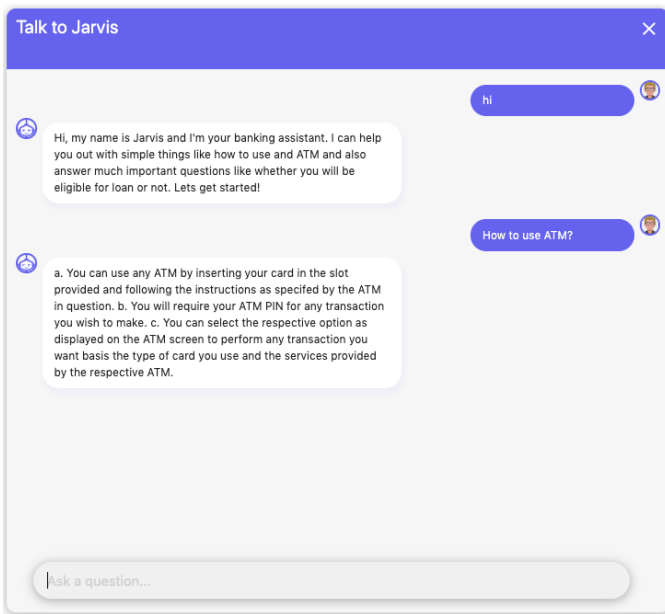 Talk to Jarvis
hi
Hi, my name is Jarvis and I'm your banking assistant. I can help
you out with simple things like how to use and ATM and also
answer much important questions like whether you will be
eligible for loan or not. Lets get started!
How to use ATM?
a. You can use any ATM by inserting your card in the slot
provided and following the instructions as specifed by the ATM
in question. b. You will require your ATM PIN for any transaction
you wish to make. c. You can select the respective option as
displayed on the ATM screen to perform any transaction you
want basis the type of card you use and the services provided
by the respective ATM.
Ask a question...